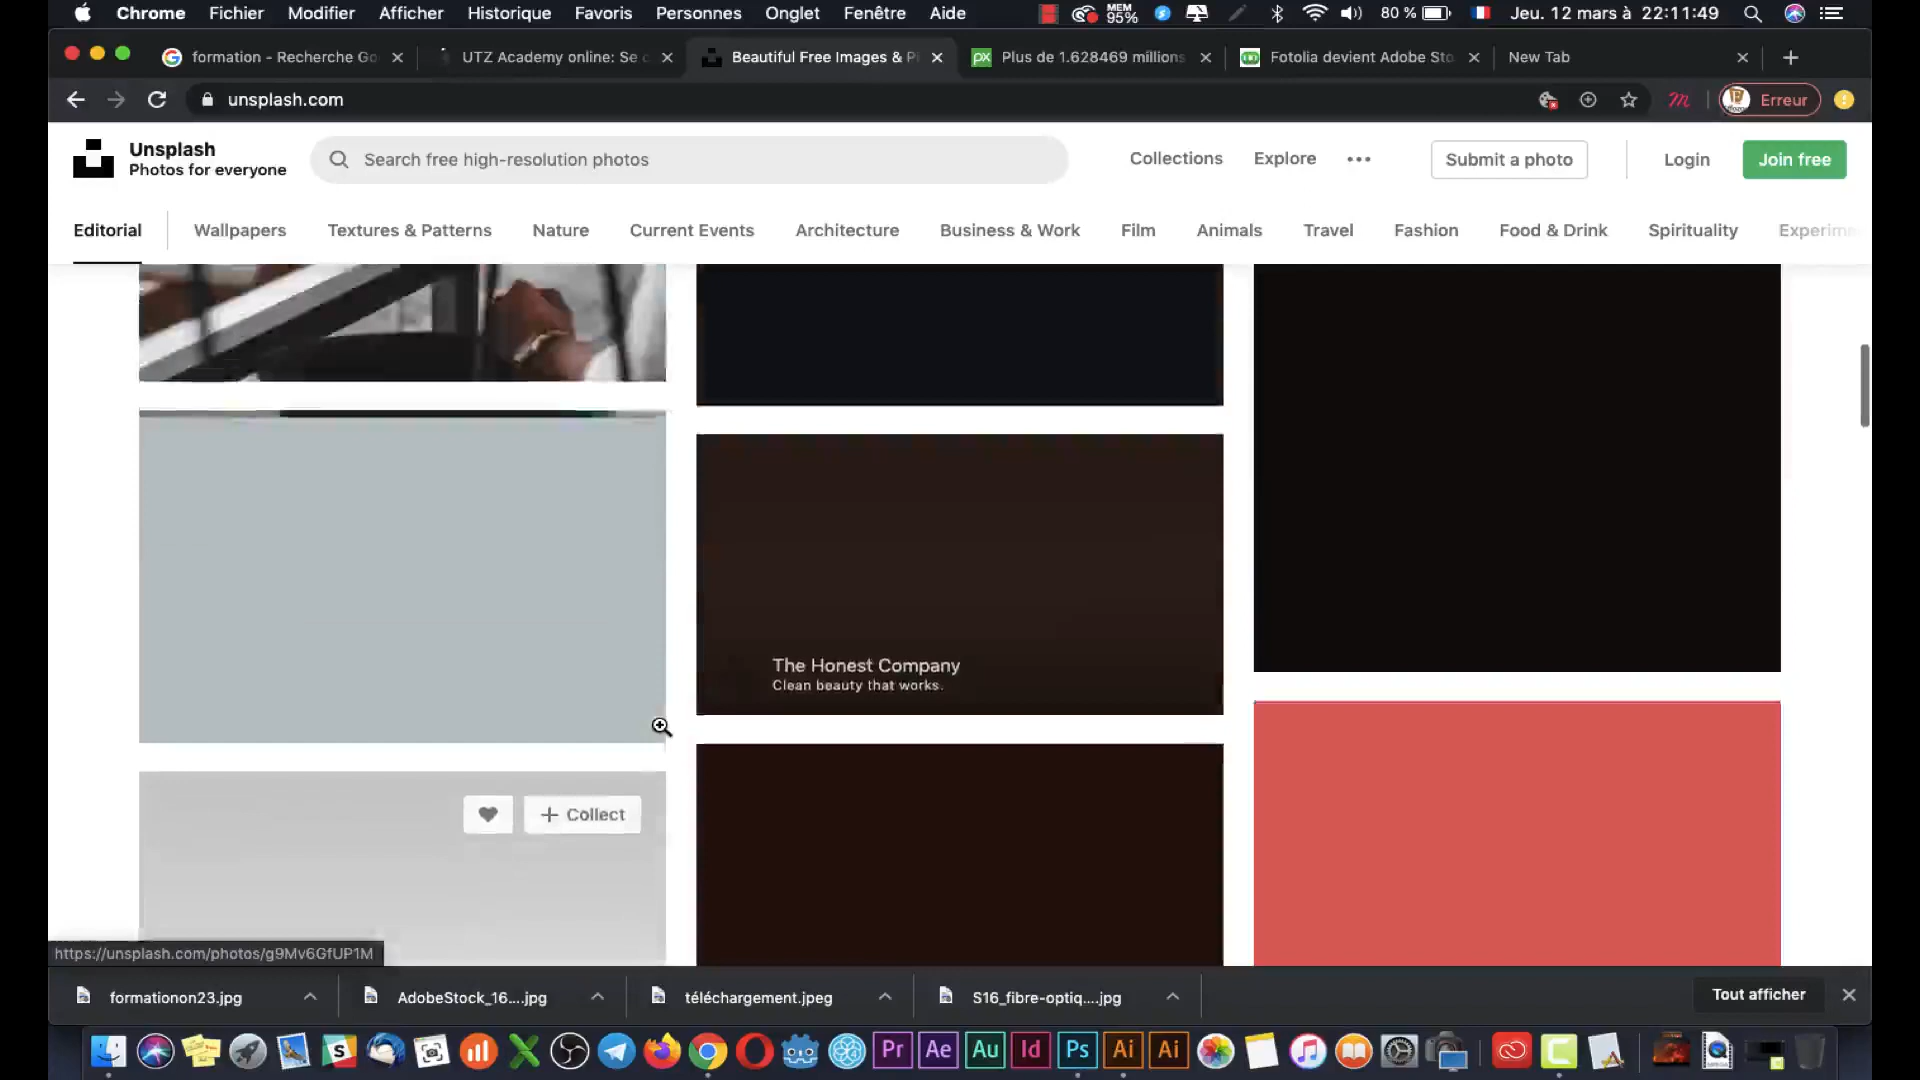 Chrome Fichier Modifier Afficher Historique Favoris Personnes Onglet Fenêtre Aide MEM 95% 80 % Jeu. 12 mars à 22:11:49
formation - Recherche Go UTZ Academy online: Se c Beautiful Free Images & Pi px Plus de 1.628469 millions Fotolia devient Adobe Sto New Tab
unsplash.com Erreur
Unsplash
Photos for everyone
Search free high-resolution photos
Collections Explore Submit a photo Login Join free
Editorial Wallpapers Textures & Patterns Nature Current Events Architecture Business & Work Film Animals Travel Fashion Food & Drink Spirituality Experim
The Honest Company
Clean beauty that works.
Collect
https://unsplash.com/photos/g9Mv6GfUP1M
formationon23.jpg AdobeStock_16....jpg téléchargement.jpeg S16_fibre-optiq....jpg Tout afficher
Pr Ae Au Id Ps Ai Ai